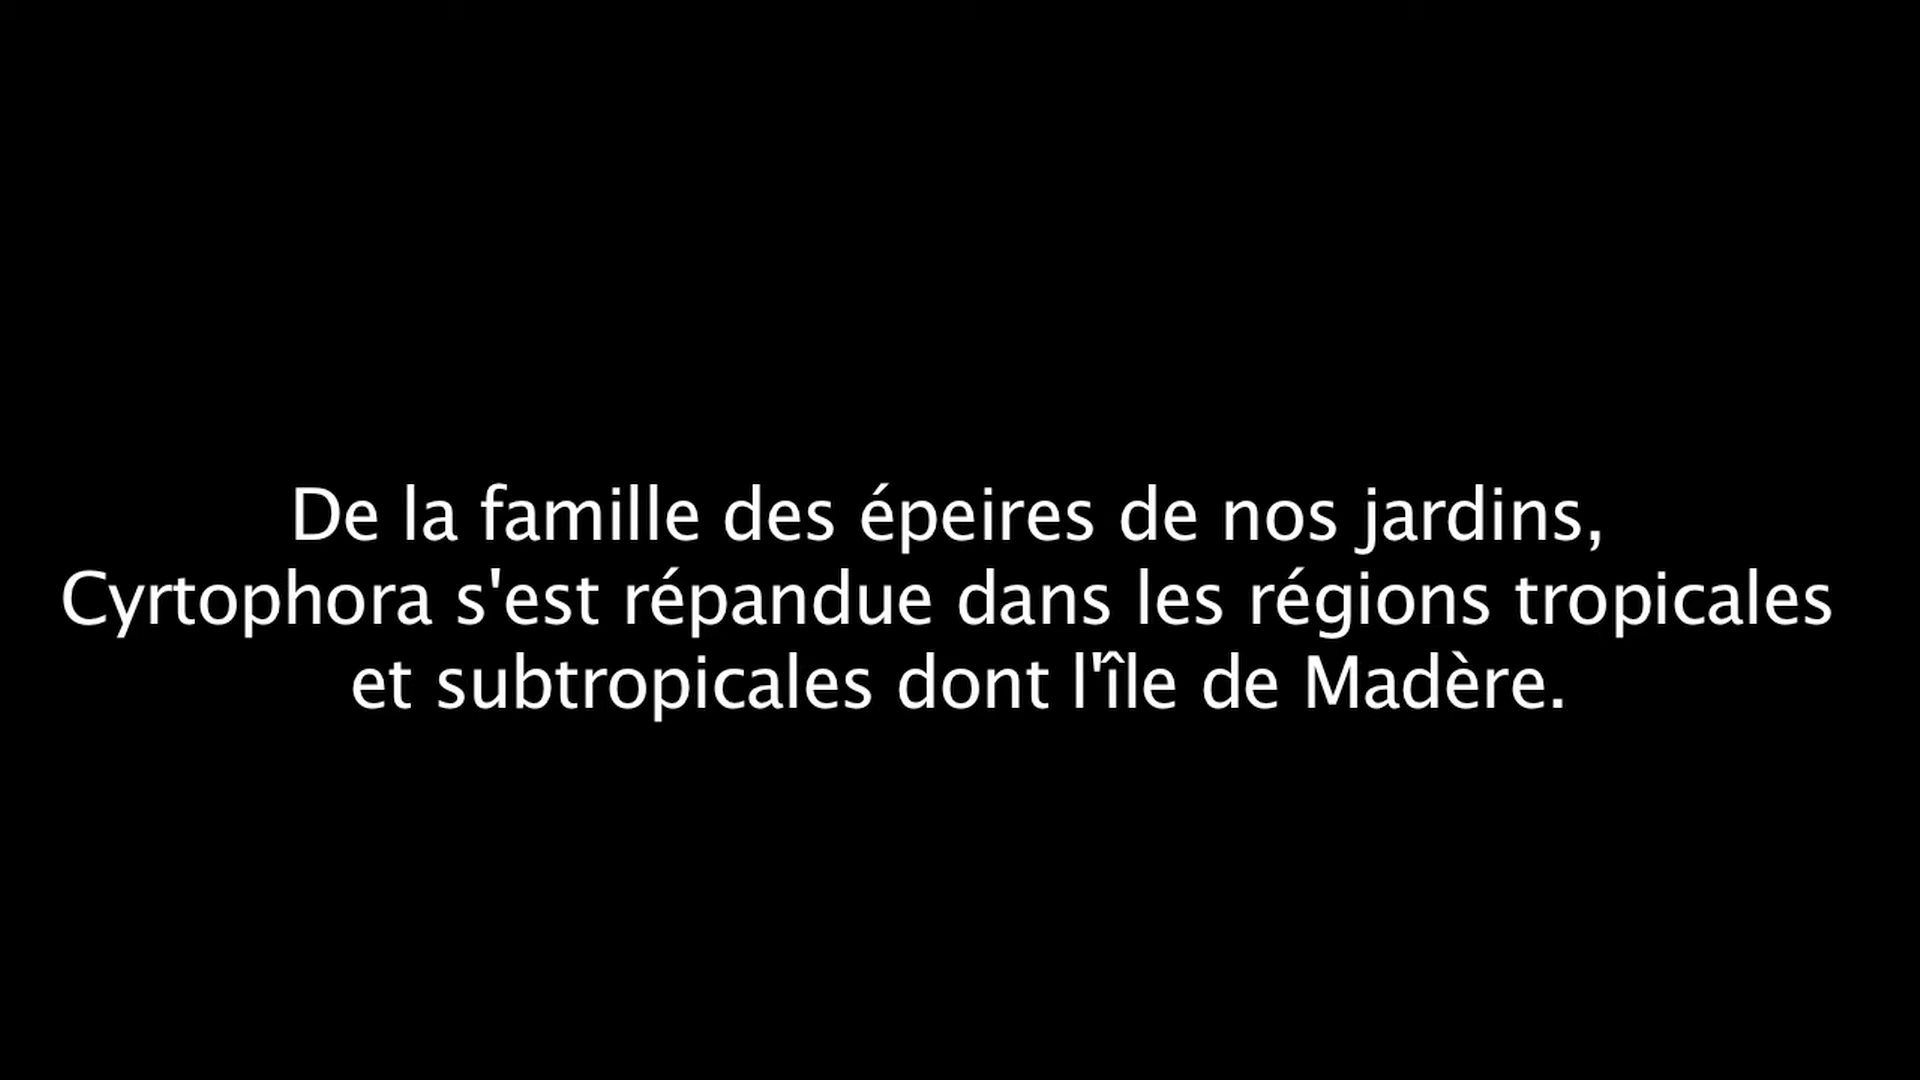 De la famille des épeires de nos jardins,
Cyrtophora s'est répandue dans les régions tropicales
et subtropicales dont l'île de Madère.